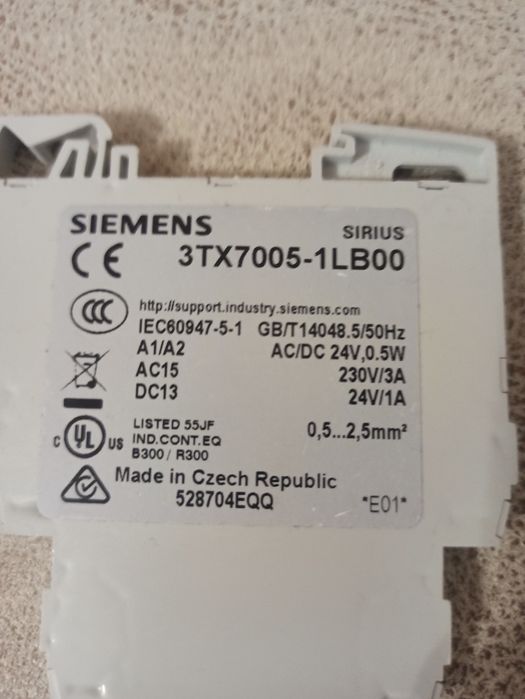 SIEMENS
SIRIUS
CE 3TX7005-1LB00
CCC
http://support.industry.siemens.com
IEC60947-5-1 GB/T14048.5/50Hz
A1/A2 AC/DC 24V,0.5W
AC15 230V/3A
DC13 24V/1A
C UL US
LISTED 55JF
IND.CONT.EQ
B300 / R300
0,5...2,5mm²
Made in Czech Republic
528704EQQ *E01*